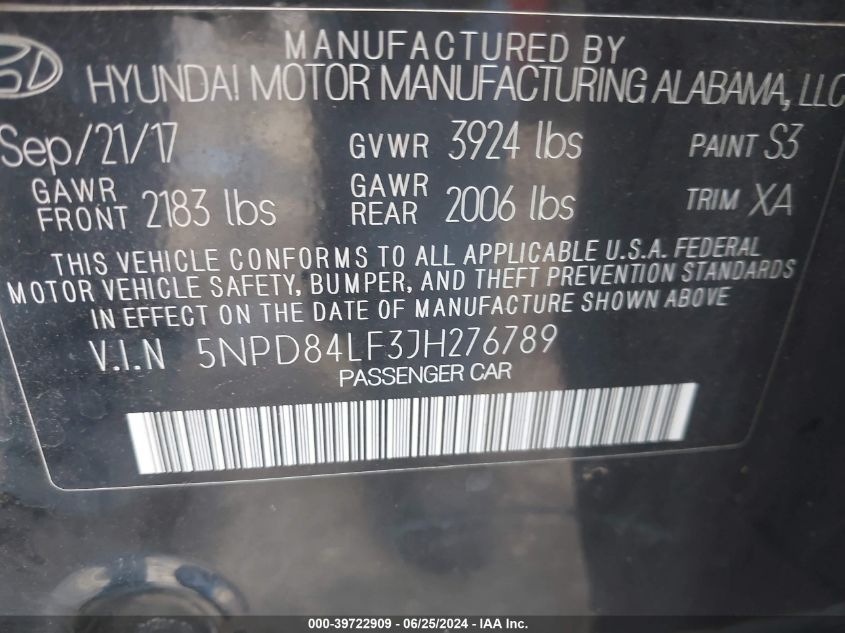 MANUFACTURED BY
HYUNDAI MOTOR MANUFACTURING ALABAMA, LLC
Sep/21/17 GVWR 3924 lbs PAINT S3
GAWR FRONT 2183 lbs GAWR REAR 2006 lbs TRIM XA
THIS VEHICLE CONFORMS TO ALL APPLICABLE U.S.A. FEDERAL
MOTOR VEHICLE SAFETY, BUMPER, AND THEFT PREVENTION STANDARDS
IN EFFECT ON THE DATE OF MANUFACTURE SHOWN ABOVE
V.I.N 5NPD84LF3JH276789
PASSENGER CAR
000-39722909 - 06/25/2024 - IAA Inc.